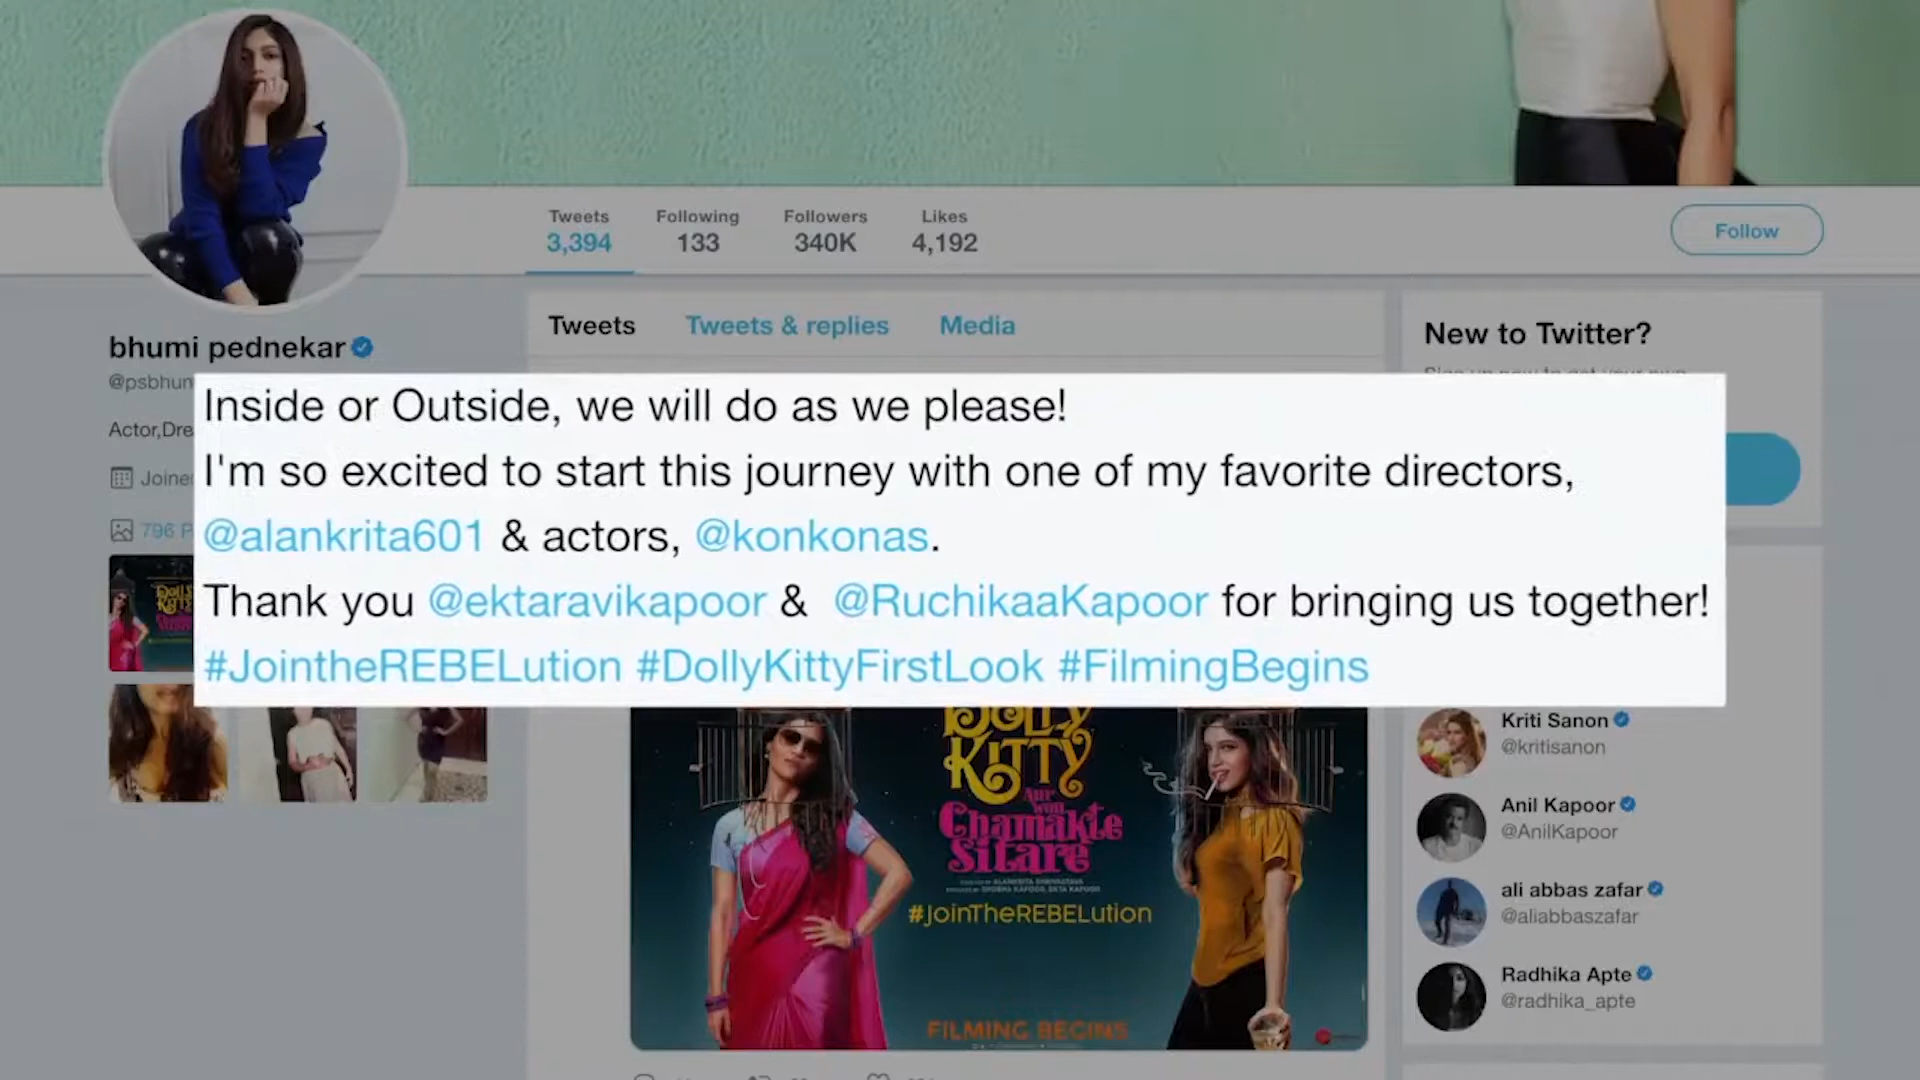 Tweets Following Followers Likes
3,394 133 340K 4,192
Follow
bhumi pednekar
@psbhun
Actor,Dre
Joine
796 P
Tweets Tweets & replies Media
New to Twitter?
Inside or Outside, we will do as we please!
I'm so excited to start this journey with one of my favorite directors,
@alankrita601 & actors, @konkonas.
Thank you @ektaravikapoor & @RuchikaaKapoor for bringing us together!
#JointheREBELution #DollyKittyFirstLook #FilmingBegins
DOLLY
KITTY
Aur
woh
Chamakte
Sitare
#JoinTheREBELution
FILMING BEGINS
Kriti Sanon
@kritisanon
Anil Kapoor
@AnilKapoor
ali abbas zafar
@aliabbaszafar
Radhika Apte
@radhika_apte